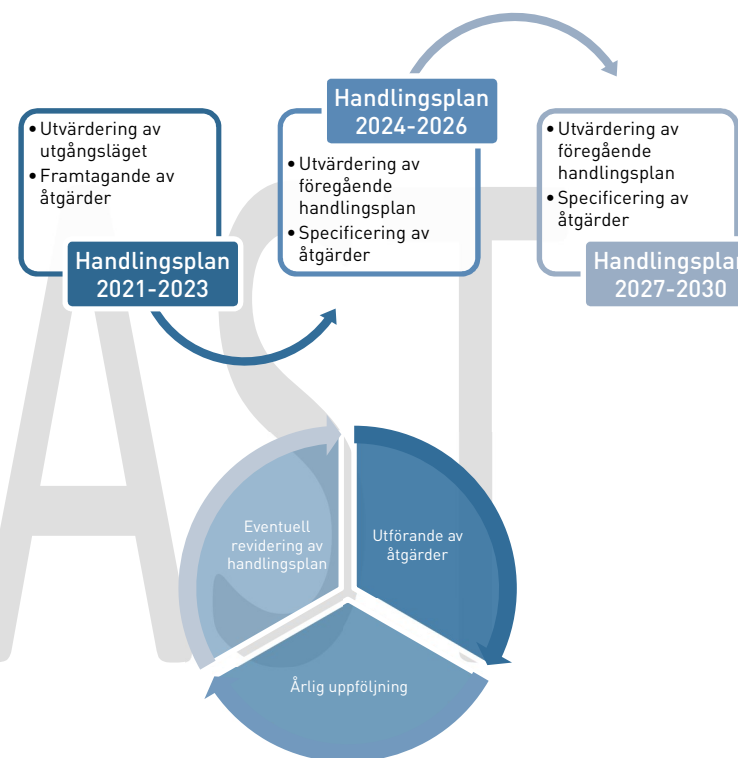 • Utvärdering av
utgångsläget
• Framtagande av
åtgärder
Handlingsplan
2021-2023
Handlingsplan
2024-2026
• Utvärdering av
föregående
handlingsplan
• Specificering av
åtgärder
• Utvärdering av
föregående
handlingsplan
• Specificering av
åtgärder
Handlingsplan
2027-2030
Eventuell
revidering av
handlingsplan
Utförande av
åtgärder
Årlig uppföljning
AST